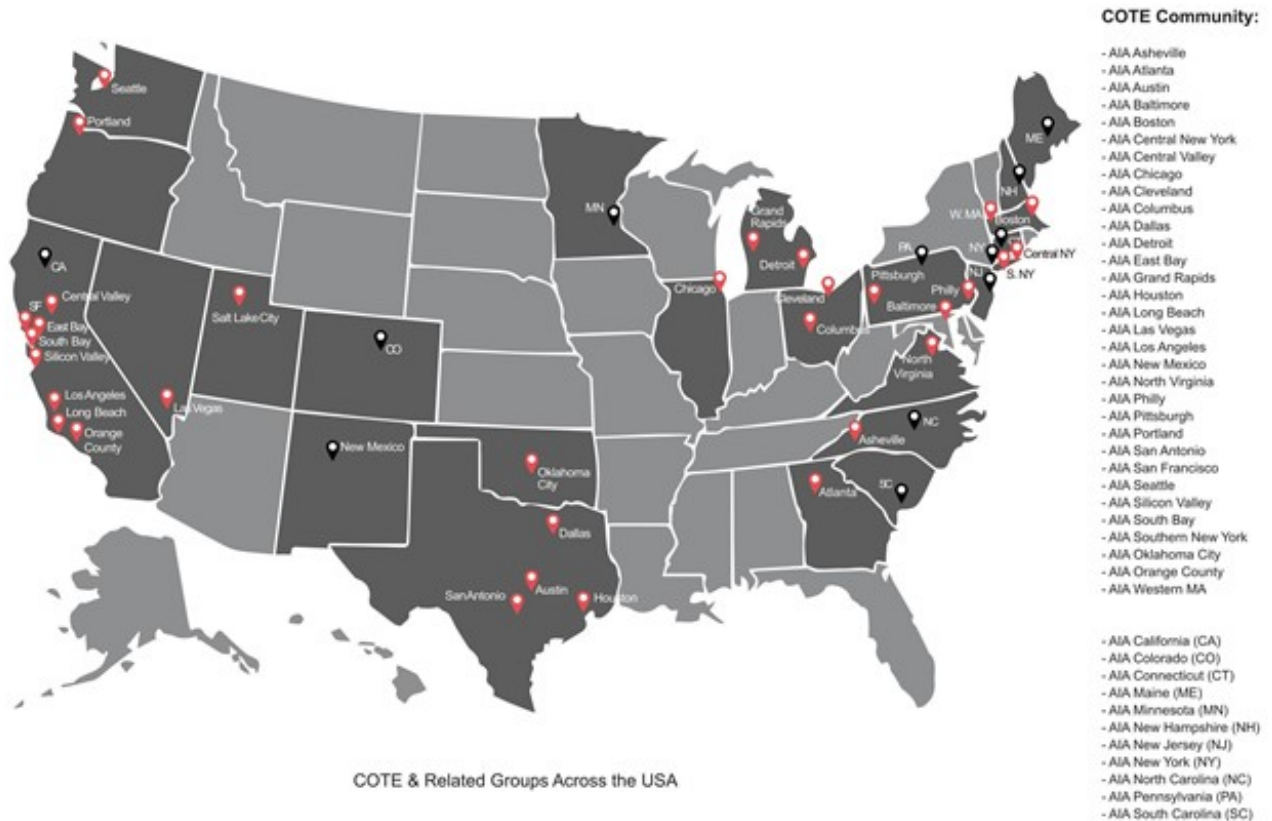 COTE Community:
- AIA Asheville
- AIA Atlanta
- AIA Austin
- AIA Baltimore
- AIA Boston
- AIA Central New York
- AIA Central Valley
- AIA Chicago
- AIA Cleveland
- AIA Columbus
- AIA Dallas
- AIA Detroit
- AIA East Bay
- AIA Grand Rapids
- AIA Houston
- AIA Long Beach
- AIA Las Vegas
- AIA Los Angeles
- AIA New Mexico
- AIA North Virginia
- AIA Philly
- AIA Pittsburgh
- AIA Portland
- AIA San Antonio
- AIA San Francisco
- AIA Seattle
- AIA Silicon Valley
- AIA South Bay
- AIA Southern New York
- AIA Oklahoma City
- AIA Orange County
- AIA Western MA
- AIA California (CA)
- AIA Colorado (CO)
- AIA Connecticut (CT)
- AIA Maine (ME)
- AIA Minnesota (MN)
- AIA New Hampshire (NH)
- AIA New Jersey (NJ)
- AIA New York (NY)
- AIA North Carolina (NC)
- AIA Pennsylvania (PA)
- AIA South Carolina (SC)
Seattle
Portland
CA
SF
Central Valley
East Bay
South Bay
Silicon Valley
Los Angeles
Long Beach
Orange
County
Las Vegas
Salt Lake City
CO
New Mexico
Oklahoma
City
Dallas
Austin
San Antonio
Houston
MN
Chicago
Grand
Rapids
Detroit
Cleveland
Columbus
Pittsburgh
PA
Philly
Baltimore
North
Virginia
NC
Asheville
SC
Atlanta
ME
NH
W. MA
Boston
NY
NJ
Central NY
S. NY
COTE & Related Groups Across the USA